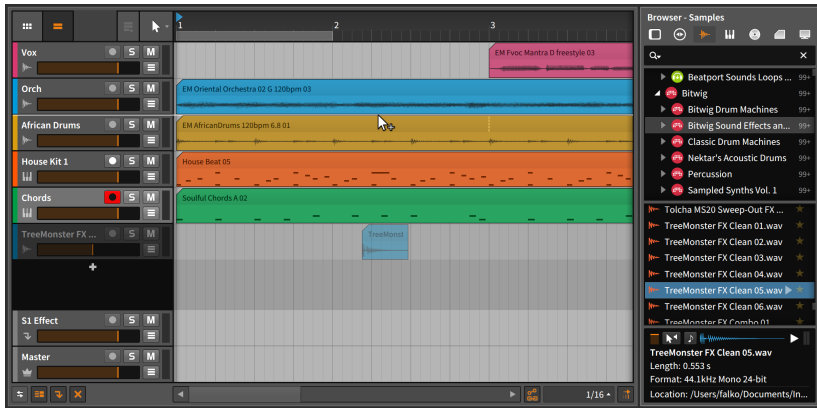 1 2 3
Vox S M
EM Fvoc Mantra D freestyle 03
Orch S M
EM Oriental Orchestra 02 G 120bpm 03
African Drums S M
EM AfricanDrums 120bpm 6.8 01
House Kit 1 S M
House Beat 05
Chords S M
Soulful Chords A 02
TreeMonster FX ... S M
TreeMonst
+
S1 Effect S M
Master S M
1/16
Browser - Samples
Beatport Sounds Loops ... 99+
Bitwig 99+
Bitwig Drum Machines 99+
Bitwig Sound Effects an... 99+
Classic Drum Machines 99+
Nektar's Acoustic Drums 99+
Percussion 99+
Sampled Synths Vol. 1 99+
Tolcha MS20 Sweep-Out FX ...
TreeMonster FX Clean 01.wav
TreeMonster FX Clean 02.wav
TreeMonster FX Clean 03.wav
TreeMonster FX Clean 04.wav
TreeMonster FX Clean 05.wav
TreeMonster FX Clean 06.wav
TreeMonster FX Combo 01
TreeMonster FX Clean 05.wav
Length: 0.553 s
Format: 44.1kHz Mono 24-bit
Location: /Users/falko/Documents/In...